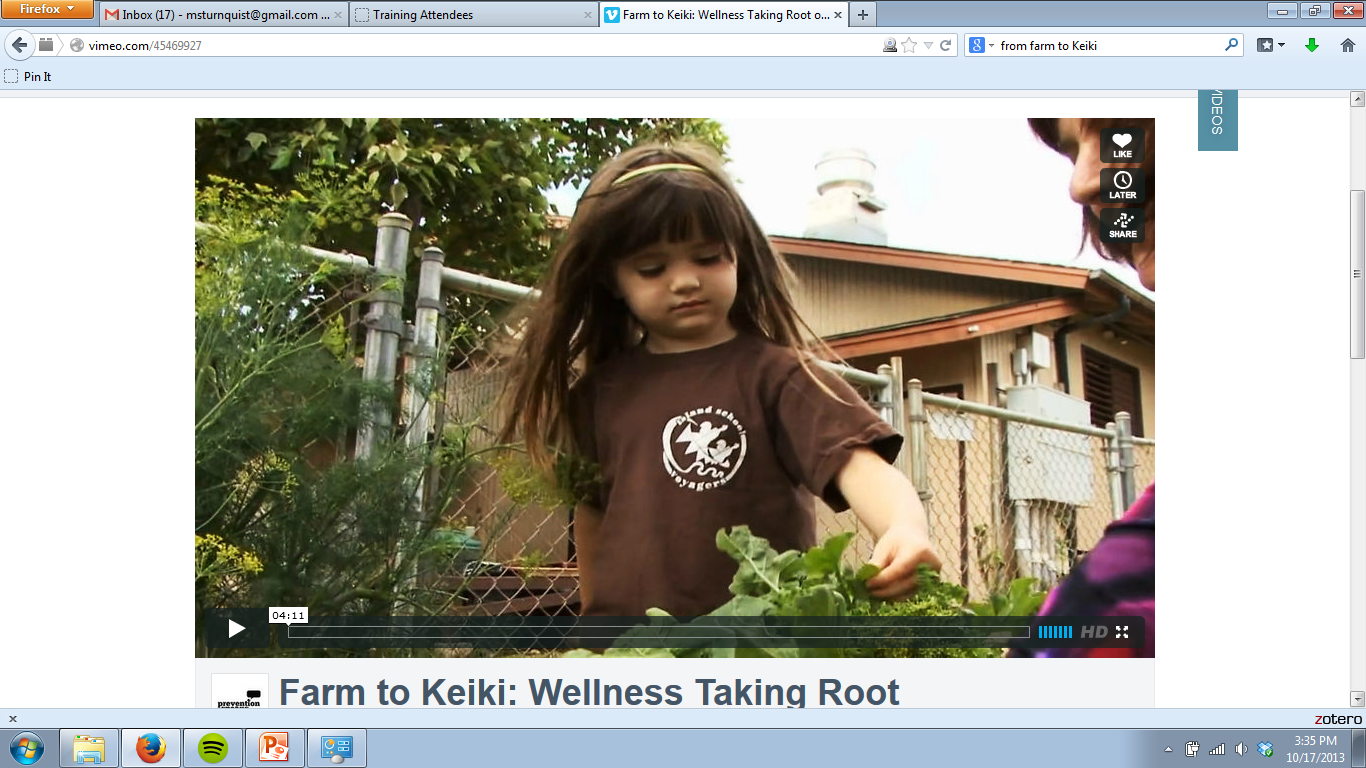 Firefox
Inbox (17) - msturnquist@gmail.com ...
Training Attendees
Farm to Keiki: Wellness Taking Root o...
vimeo.com/45469927
from farm to Keiki
Pin It
VIDEOS
LIKE
LATER
SHARE
island school
voyagers
04:11
HD
Farm to Keiki: Wellness Taking Root
prevention
zotero
3:35 PM
10/17/2013